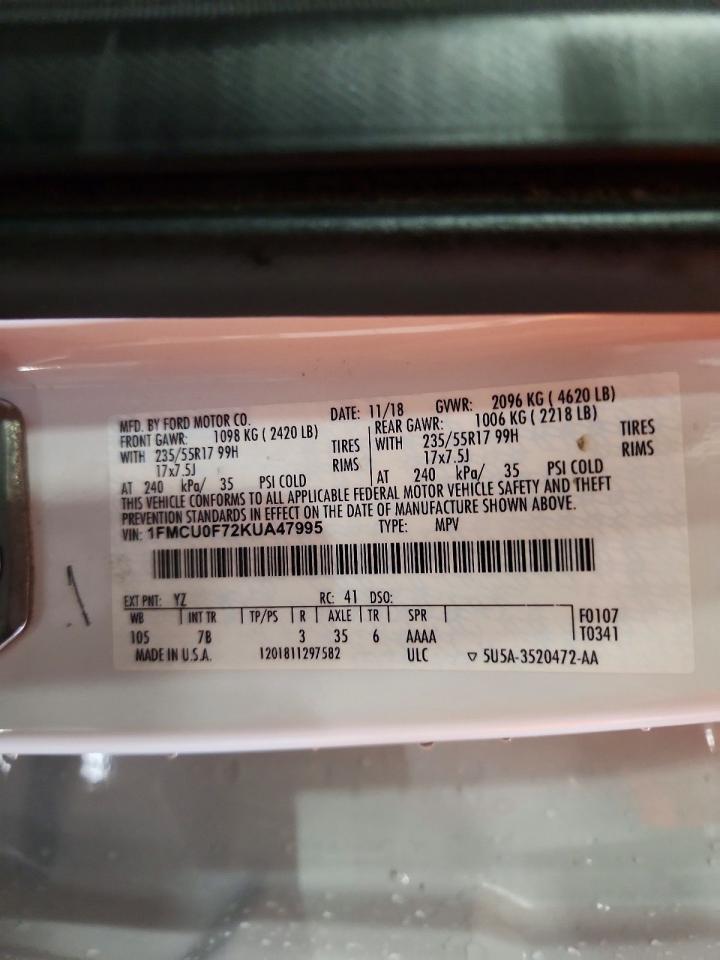 MFD. BY FORD MOTOR CO. DATE: 11/18 GVWR: 2096 KG ( 4620 LB)
FRONT GAWR: 1098 KG ( 2420 LB) REAR GAWR: 1006 KG ( 2218 LB)
WITH 235/55R17 99H TIRES WITH 235/55R17 99H TIRES
17x7.5J RIMS 17x7.5J RIMS
AT 240 kPa/ 35 PSI COLD AT 240 kPa/ 35 PSI COLD
THIS VEHICLE CONFORMS TO ALL APPLICABLE FEDERAL MOTOR VEHICLE SAFETY AND THEFT
PREVENTION STANDARDS IN EFFECT ON THE DATE OF MANUFACTURE SHOWN ABOVE.
VIN: 1FMCU0F72KUA47995 TYPE: MPV
EXT PNT: YZ RC: 41 DSO:
WB INT TR TP/PS R AXLE TR SPR F0107
105 7B 3 35 6 AAAA T0341
MADE IN U.S.A. 1201811297582 ULC ▽ 5U5A-3520472-AA
1